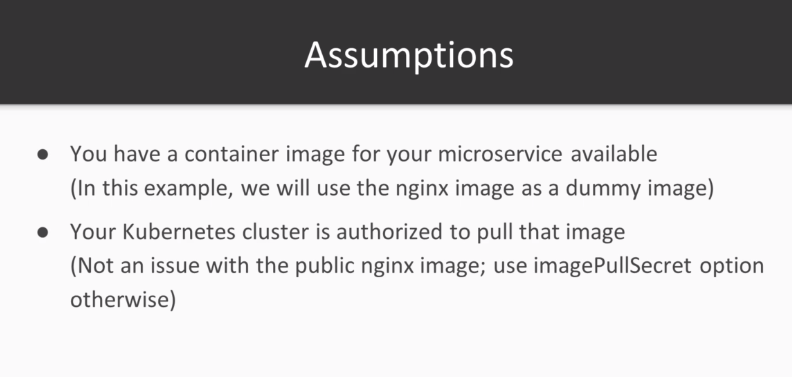 Assumptions
● You have a container image for your microservice available
(In this example, we will use the nginx image as a dummy image)
● Your Kubernetes cluster is authorized to pull that image
(Not an issue with the public nginx image; use imagePullSecret option
otherwise)